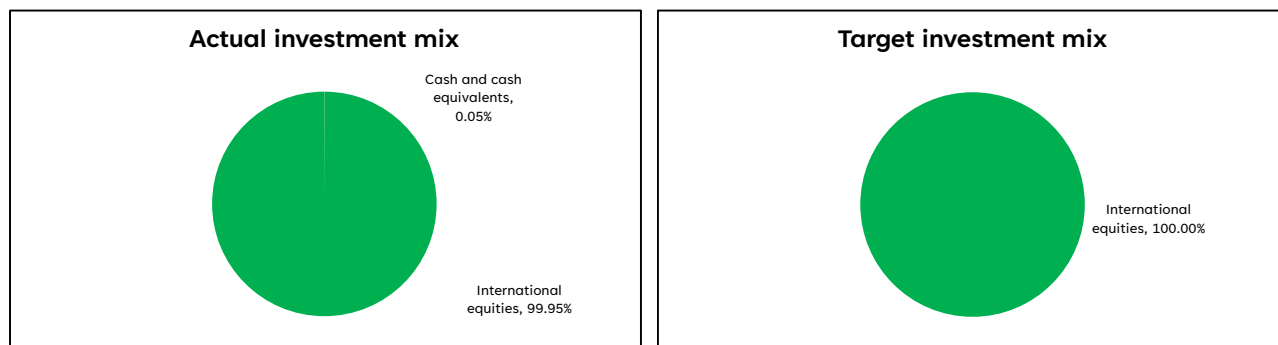 Actual investment mix
Cash and cash
equivalents,
0.05%
International
equities, 99.95%
Target investment mix
International
equities, 100.00%